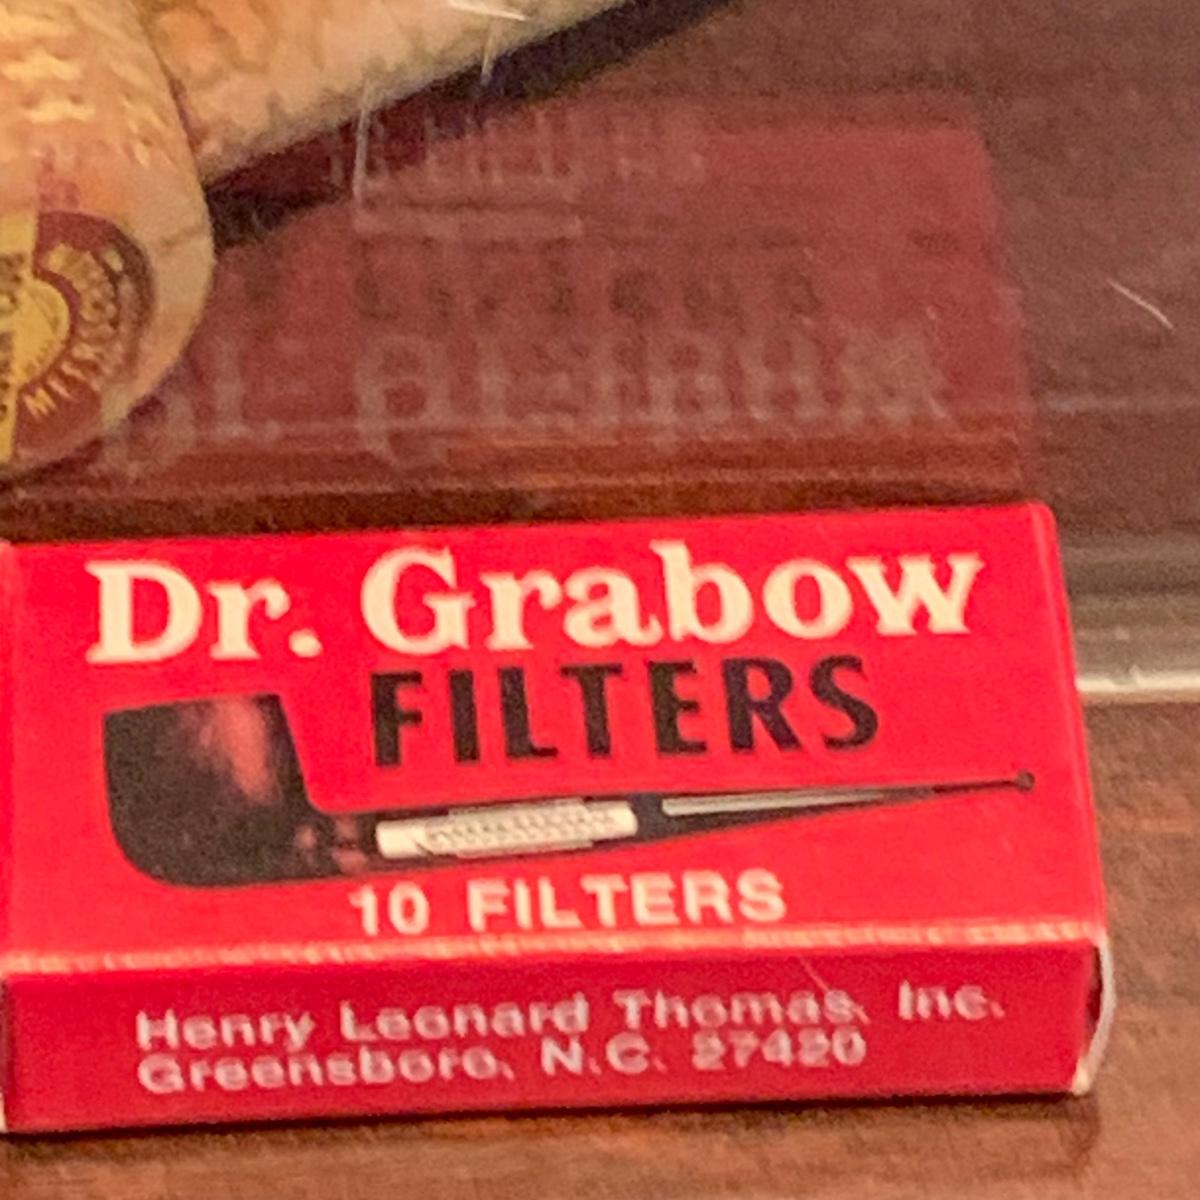 Dr. Grabow
FILTERS
10 FILTERS
Henry Leonard Thomas, Inc.
Greensboro, N.C. 27420